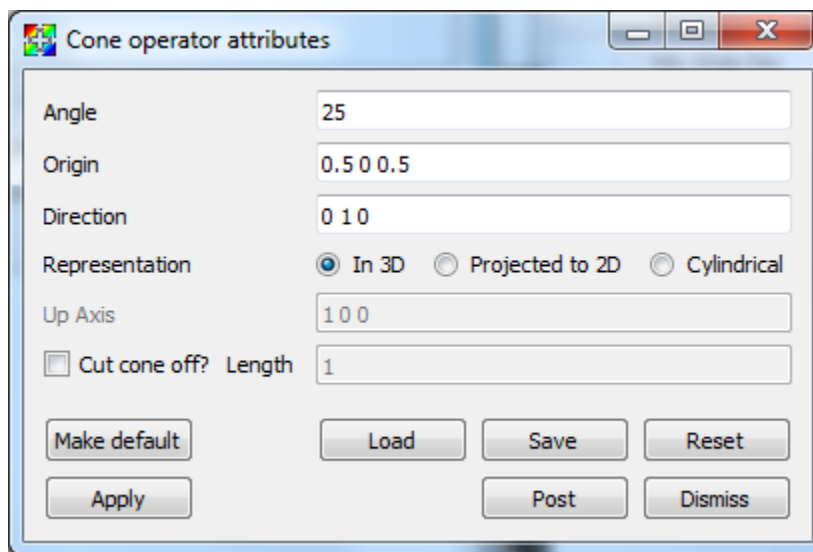 Cone operator attributes
Angle 25
Origin 0.5 0 0.5
Direction 0 1 0
Representation In 3D Projected to 2D Cylindrical
Up Axis 1 0 0
Cut cone off? Length 1
Make default Load Save Reset
Apply Post Dismiss